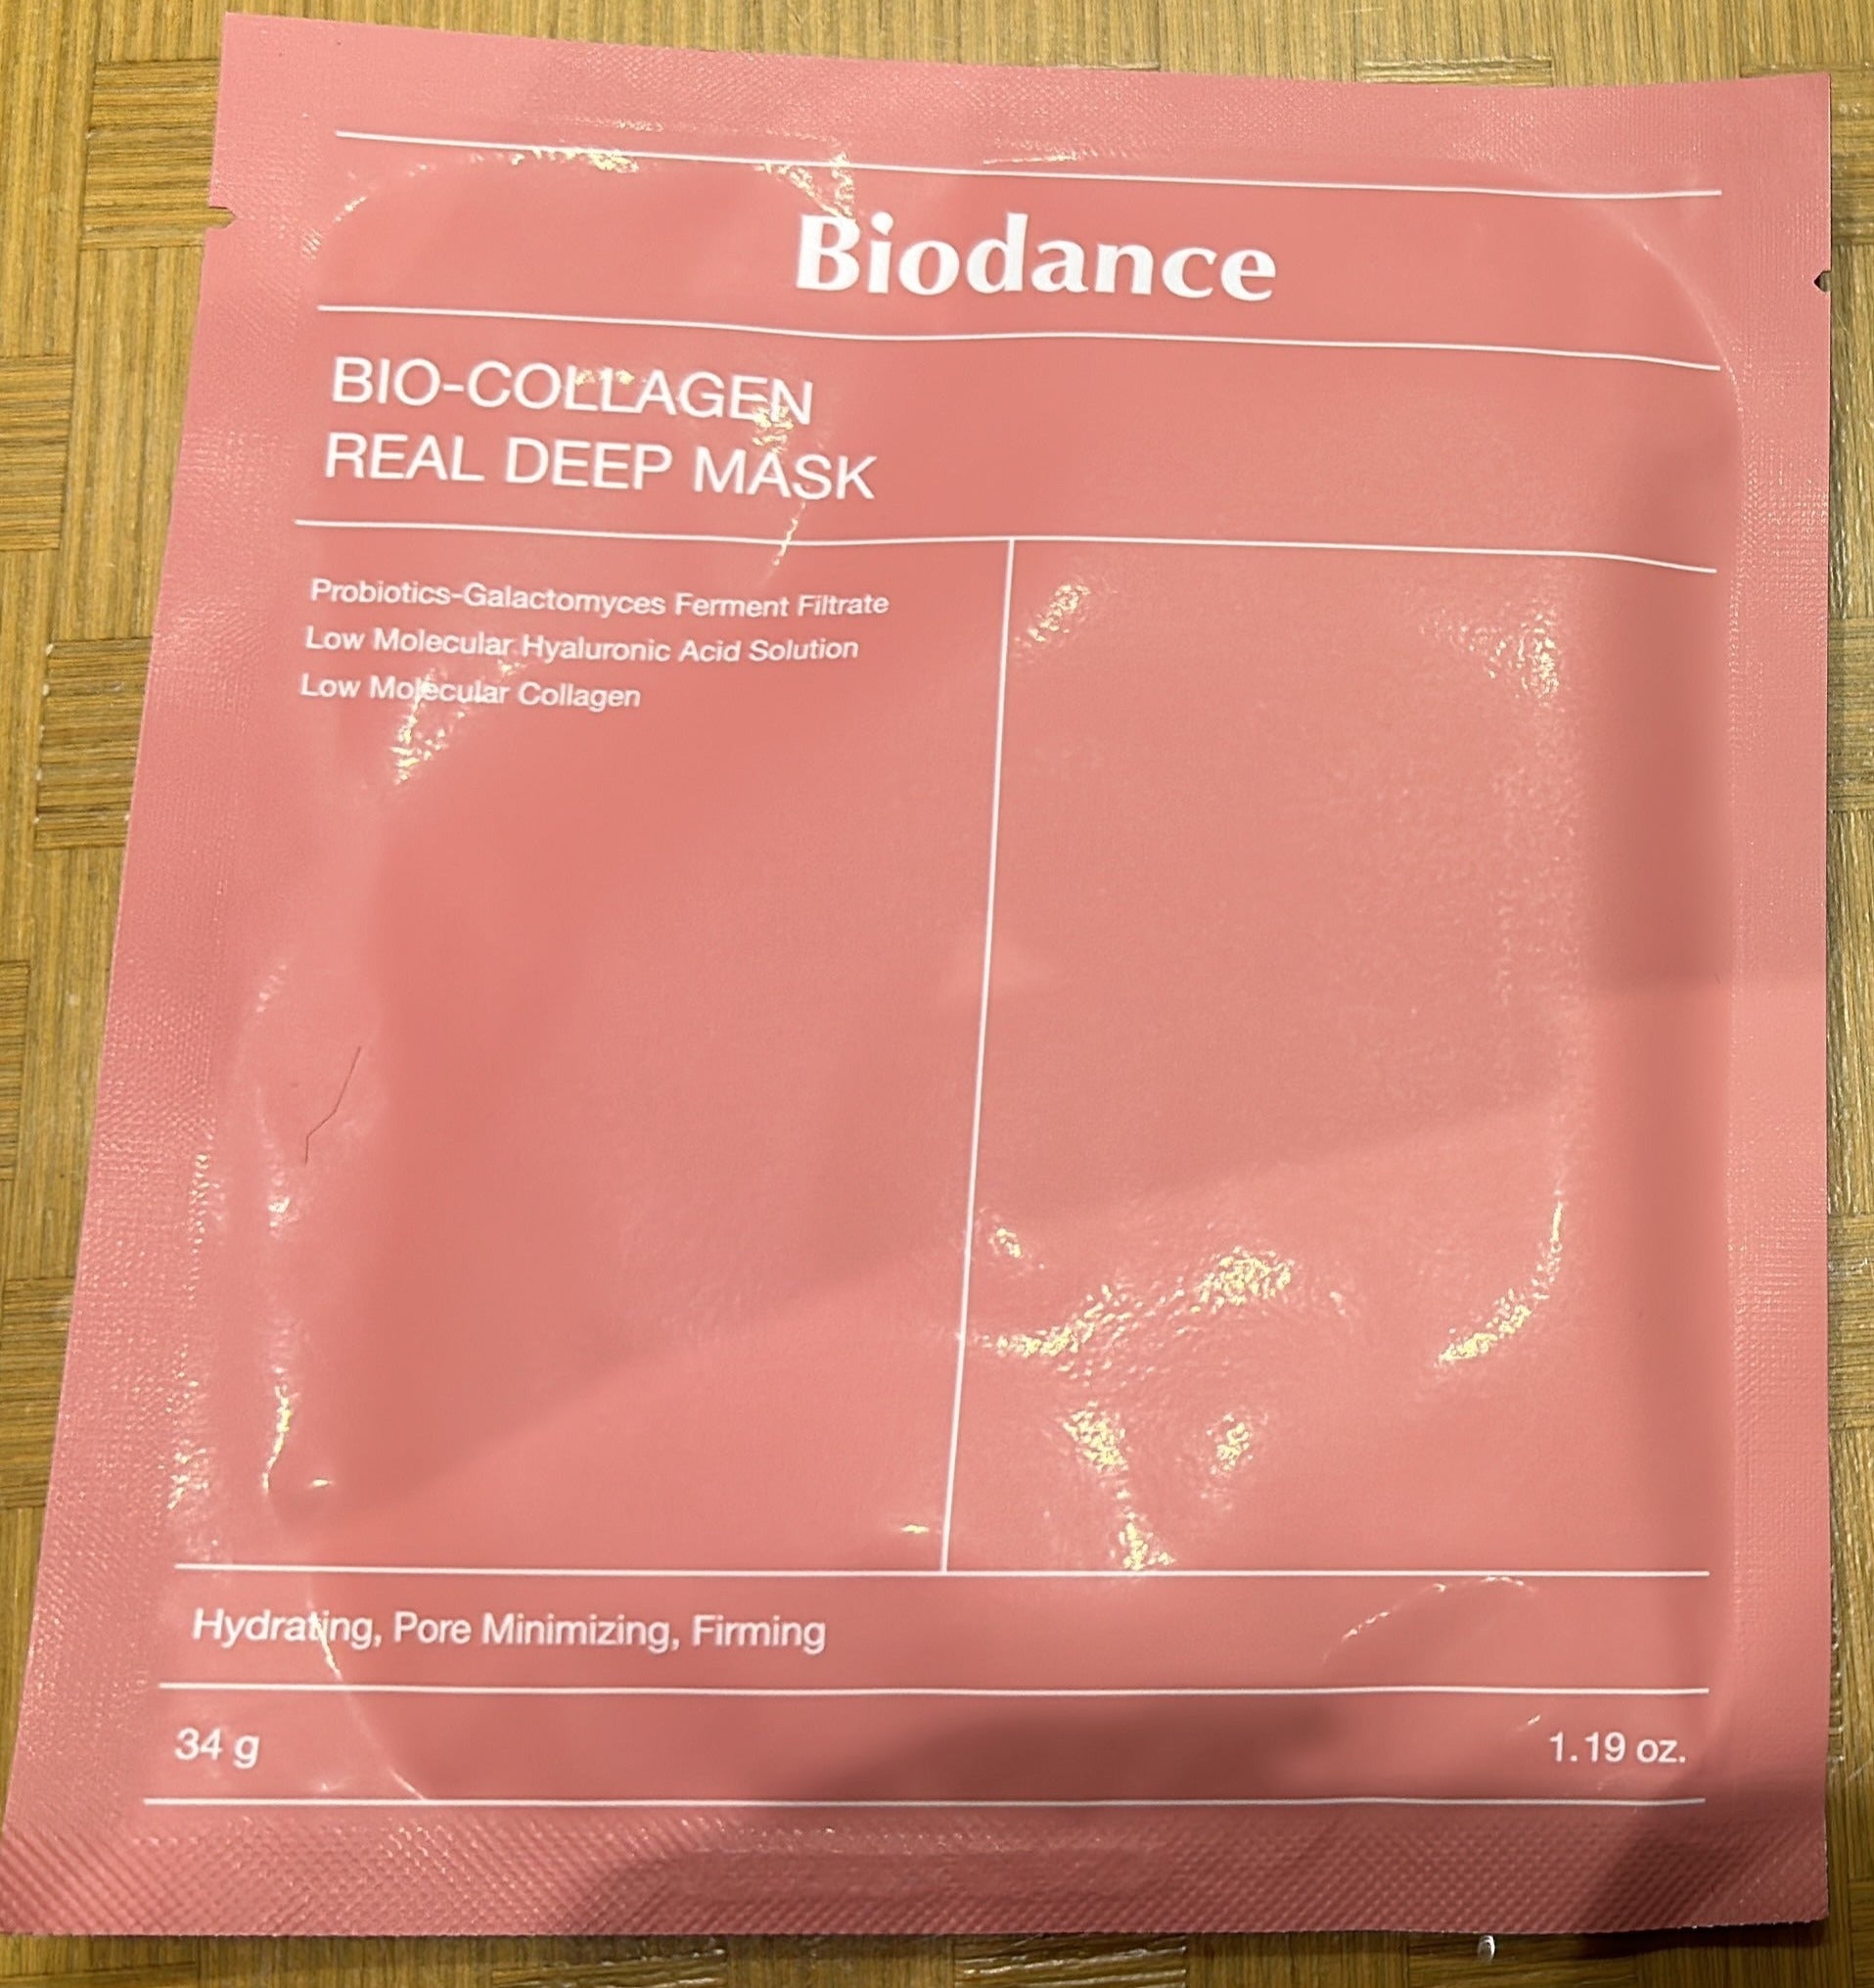 Biodance
BIO-COLLAGEN
REAL DEEP MASK
Probiotics-Galactomyces Ferment Filtrate
Low Molecular Hyaluronic Acid Solution
Low Molecular Collagen
Hydrating, Pore Minimizing, Firming
34 g
1.19 oz.